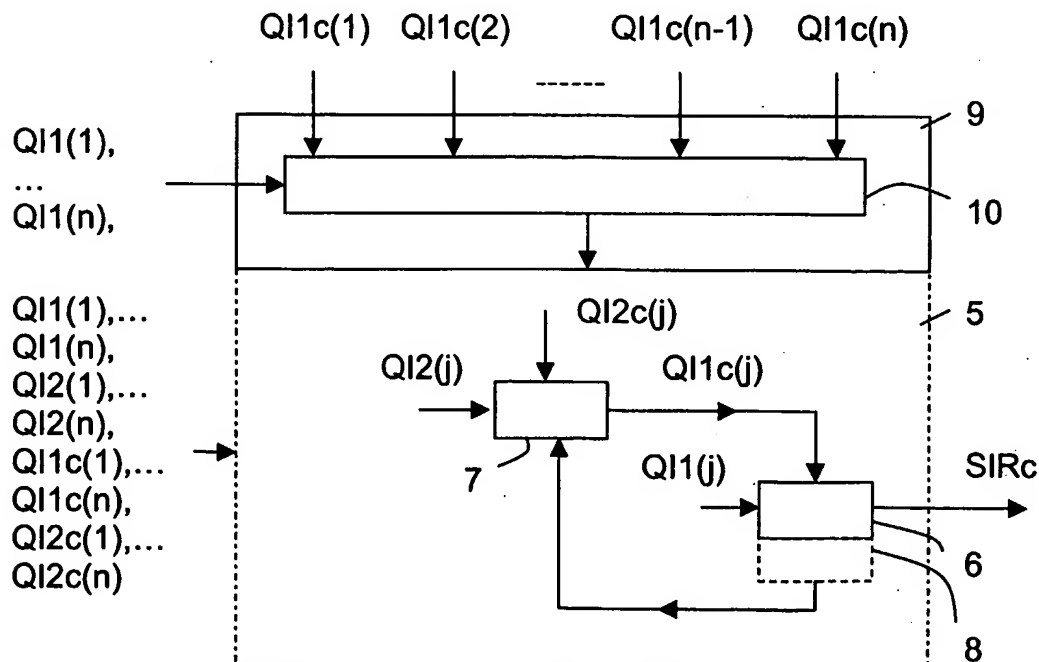 QI1c(1) QI1c(2) QI1c(n-1) QI1c(n)
9
QI1(1),
...
QI1(n),
10
QI1(1),...
QI1(n),
QI2(1),...
QI2(n),
QI1c(1),...
QI1c(n),
QI2c(1),...
QI2c(n)
5
QI2c(j)
QI2(j)
QI1c(j)
7
QI1(j)
SIRc
6
8